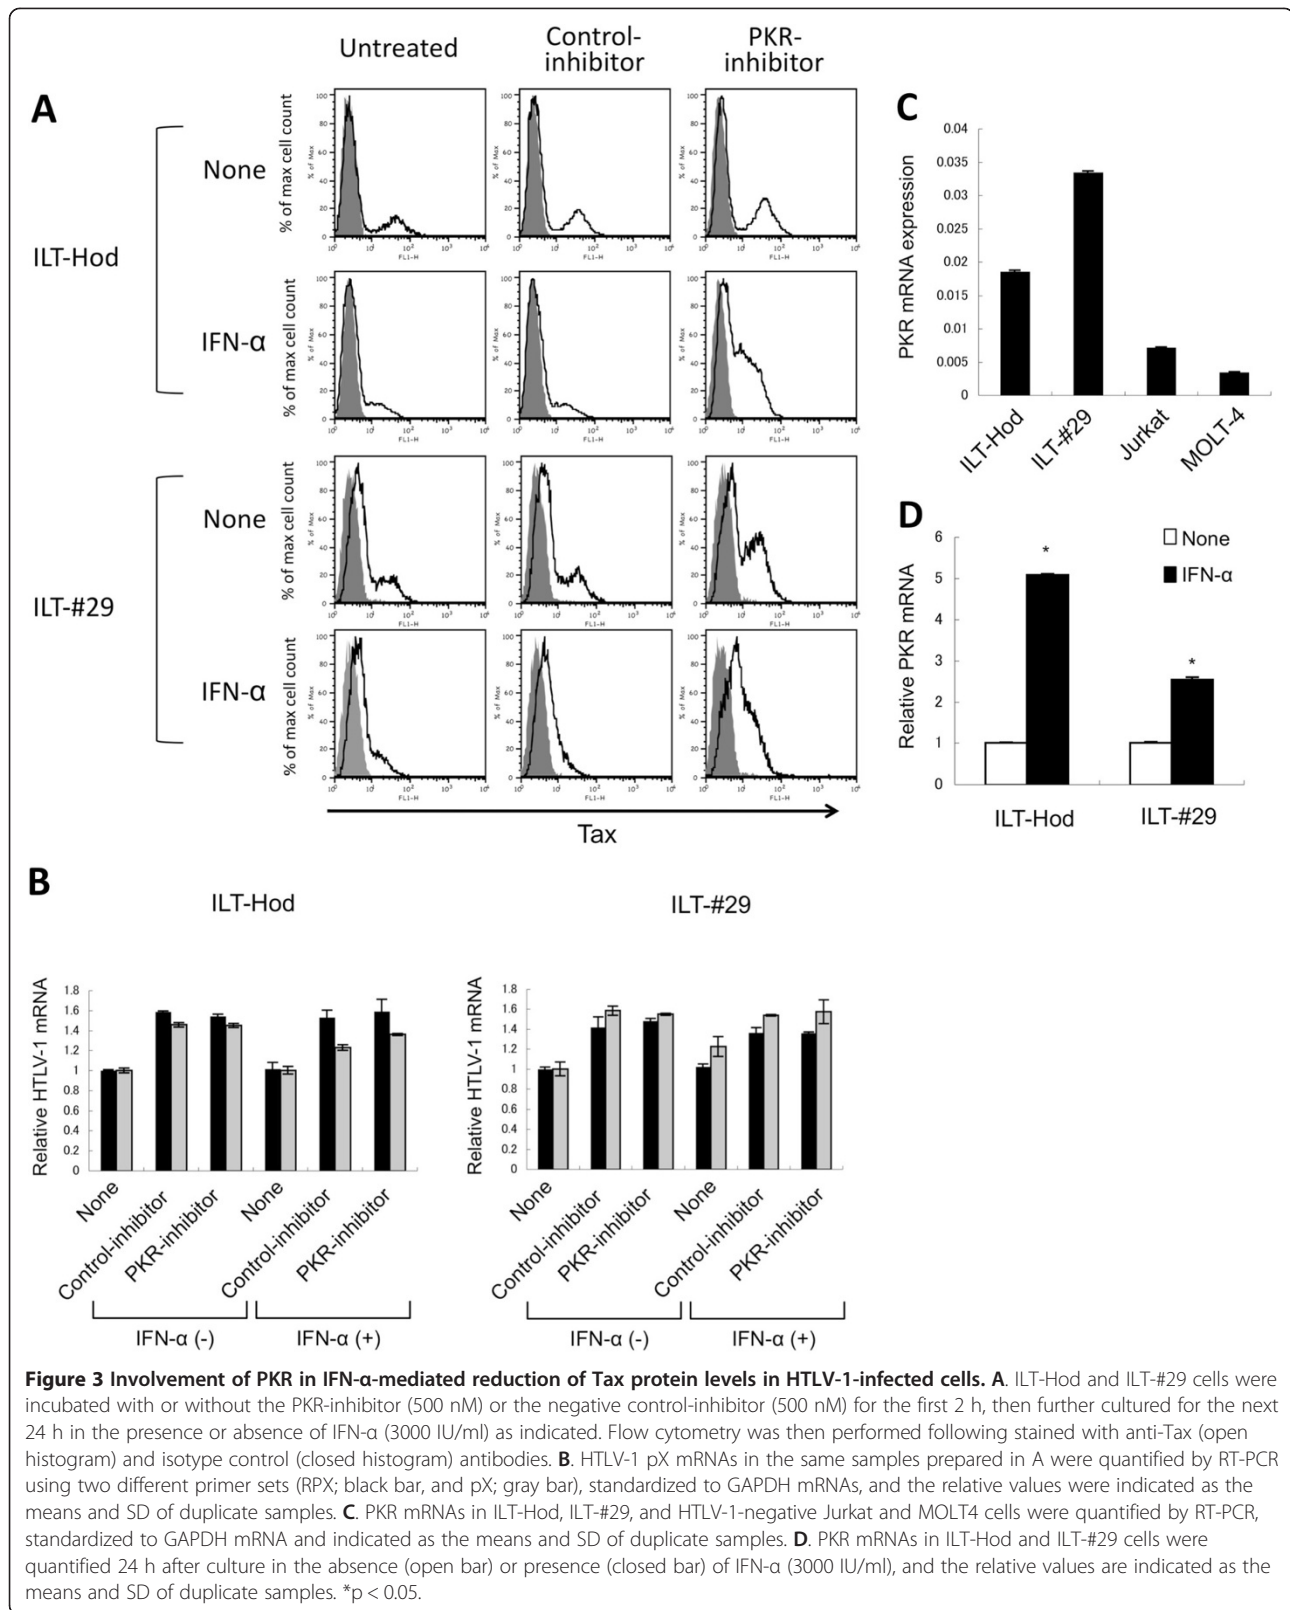 A
Untreated
Control-
inhibitor
PKR-
inhibitor
ILT-Hod
None
IFN-α
ILT-#29
None
IFN-α
% of max cell count
% of Max
FL1-H
% of max cell count
% of Max
FL1-H
% of max cell count
% of Max
FL1-H
% of max cell count
% of Max
FL1-H
Tax
C
PKR mRNA expression
0.04
0.035
0.03
0.025
0.02
0.015
0.01
0.005
0
ILT-Hod
ILT-#29
Jurkat
MOLT-4
D
Relative PKR mRNA
6
5
4
3
2
1
0
* *
None
IFN-α
ILT-Hod
ILT-#29
B
ILT-Hod
Relative HTLV-1 mRNA
1.8
1.6
1.4
1.2
1
0.8
0.6
0.4
0.2
0
None
Control-inhibitor
PKR-inhibitor
None
Control-inhibitor
PKR-inhibitor
IFN-α (-)
IFN-α (+)
ILT-#29
Relative HTLV-1 mRNA
1.8
1.6
1.4
1.2
1
0.8
0.6
0.4
0.2
0
None
Control-inhibitor
PKR-inhibitor
None
Control-inhibitor
PKR-inhibitor
IFN-α (-)
IFN-α (+)
Figure 3 Involvement of PKR in IFN-α-mediated reduction of Tax protein levels in HTLV-1-infected cells. A. ILT-Hod and ILT-#29 cells were
incubated with or without the PKR-inhibitor (500 nM) or the negative control-inhibitor (500 nM) for the first 2 h, then further cultured for the next
24 h in the presence or absence of IFN-α (3000 IU/ml) as indicated. Flow cytometry was then performed following stained with anti-Tax (open
histogram) and isotype control (closed histogram) antibodies. B. HTLV-1 pX mRNAs in the same samples prepared in A were quantified by RT-PCR
using two different primer sets (RPX; black bar, and pX; gray bar), standardized to GAPDH mRNAs, and the relative values were indicated as the
means and SD of duplicate samples. C. PKR mRNAs in ILT-Hod, ILT-#29, and HTLV-1-negative Jurkat and MOLT4 cells were quantified by RT-PCR,
standardized to GAPDH mRNA and indicated as the means and SD of duplicate samples. D. PKR mRNAs in ILT-Hod and ILT-#29 cells were
quantified 24 h after culture in the absence (open bar) or presence (closed bar) of IFN-α (3000 IU/ml), and the relative values are indicated as the
means and SD of duplicate samples. *p < 0.05.